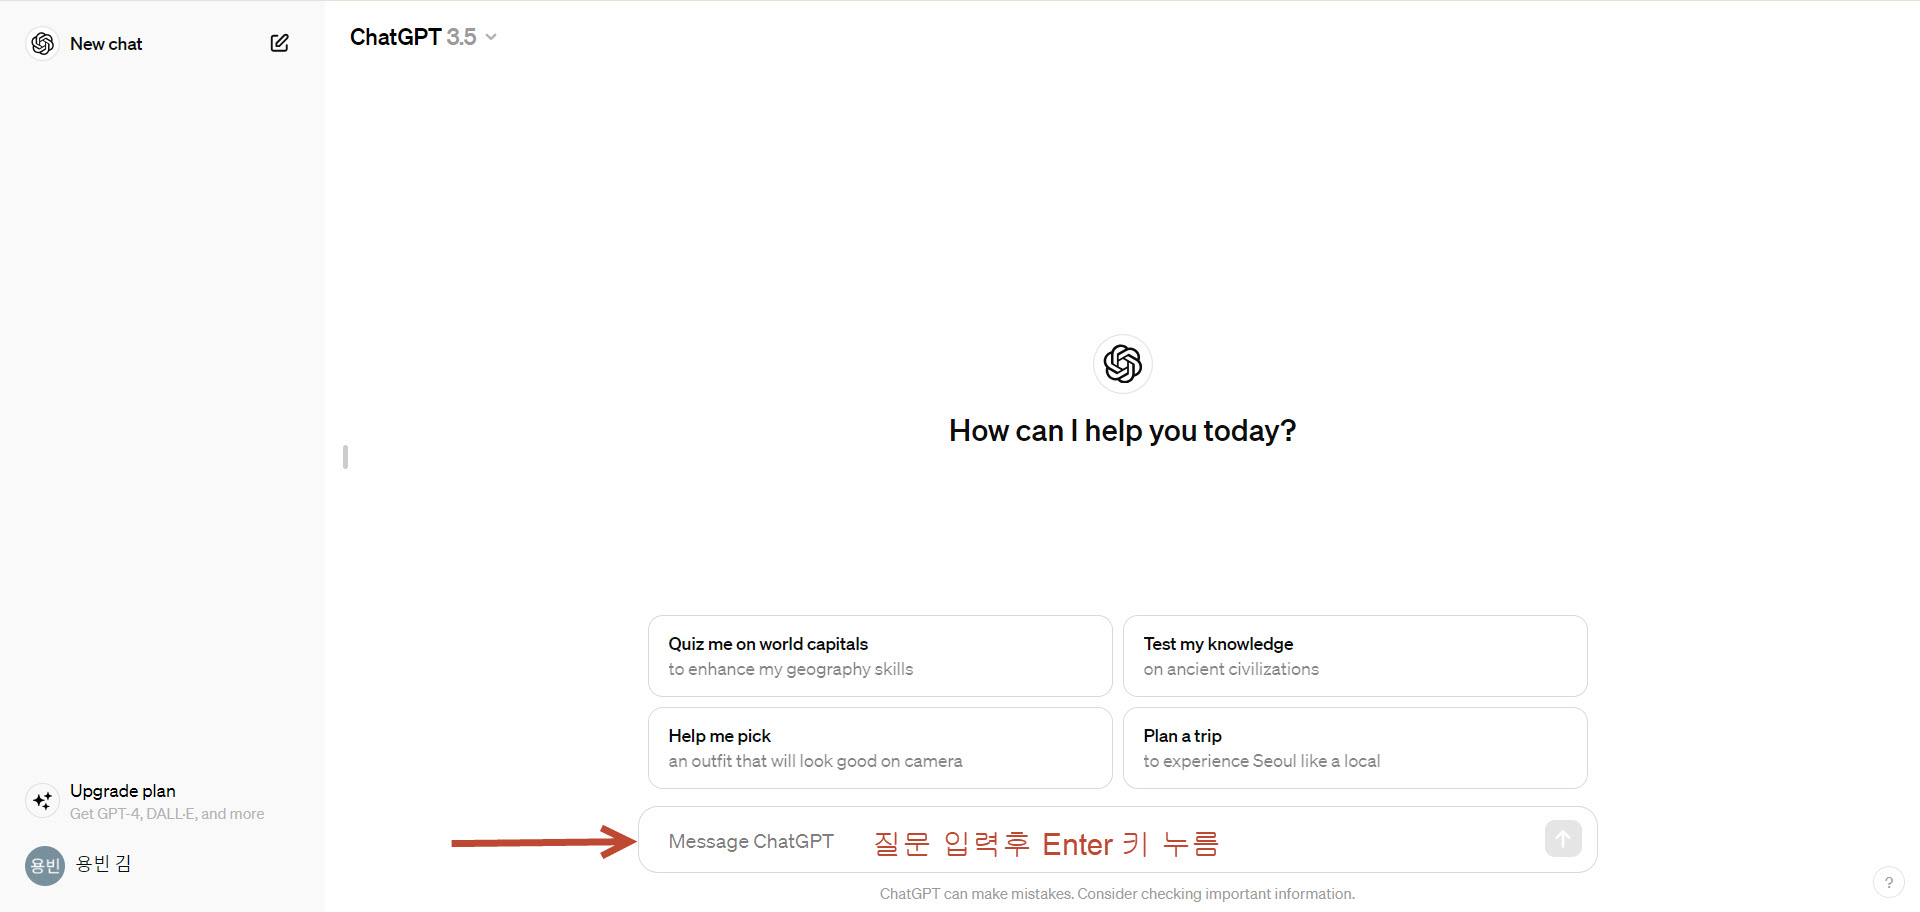 New chat
ChatGPT 3.5
How can I help you today?
Quiz me on world capitals
to enhance my geography skills
Test my knowledge
on ancient civilizations
Help me pick
an outfit that will look good on camera
Plan a trip
to experience Seoul like a local
Upgrade plan
Get GPT-4, DALL·E, and more
용빈 용빈 김
Message ChatGPT 질문 입력후 Enter 키 누름
ChatGPT can make mistakes. Consider checking important information.
?